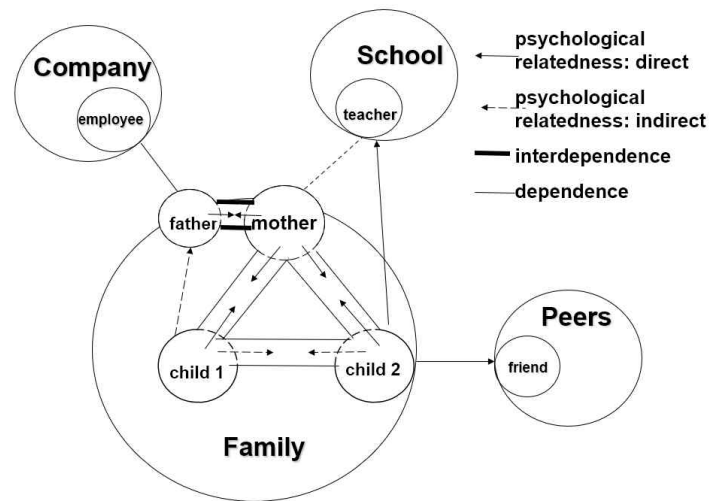 Company
employee
School
teacher
psychological
relatedness: direct
psychological
relatedness: indirect
interdependence
dependence
father
mother
child 1
child 2
Peers
friend
Family